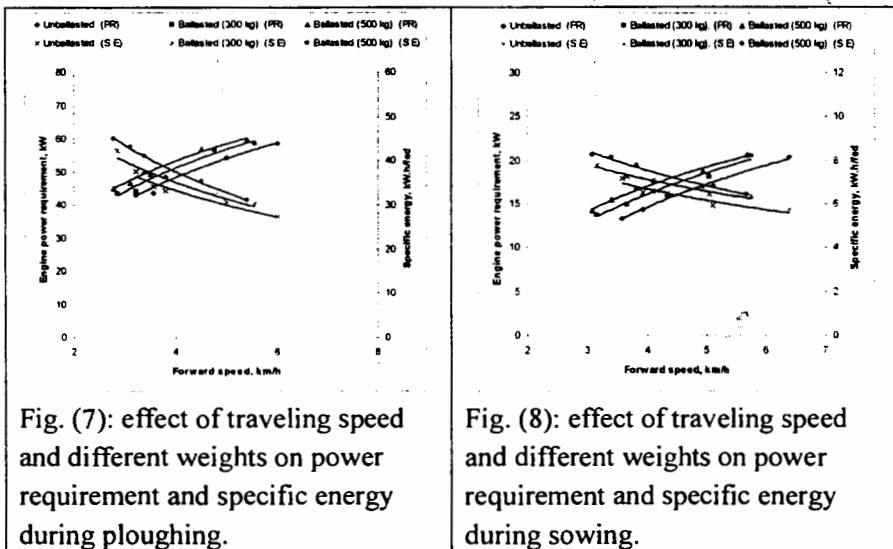 Unballasted (PR) Ballasted (300 kg) (PR) Ballasted (500 kg) (PR)
Unballasted (S E) Ballasted (300 kg) (S E) Ballasted (500 kg) (S E)
80
70
60
50
40
30
20
10
0
Engine power requirement, kW
60
50
40
30
20
10
0
Specific energy, kW.h/fed
2 4 6 8
Forward speed, km/h
Fig. (7): effect of traveling speed
and different weights on power
requirement and specific energy
during ploughing.
Unballasted (PR) Ballasted (300 kg). (PR) Ballasted (500 kg) (PR)
Unballasted (S E) Ballasted (300 kg). (S E) Ballasted (500 kg) (S E)
30
25
20
15
10
5
0
Engine power requirement, kW
12
10
8
6
4
2
0
Specific energy, kW.h/fed
2 3 4 5 6 7
Forward speed, km/h
Fig. (8): effect of traveling speed
and different weights on power
requirement and specific energy
during sowing.